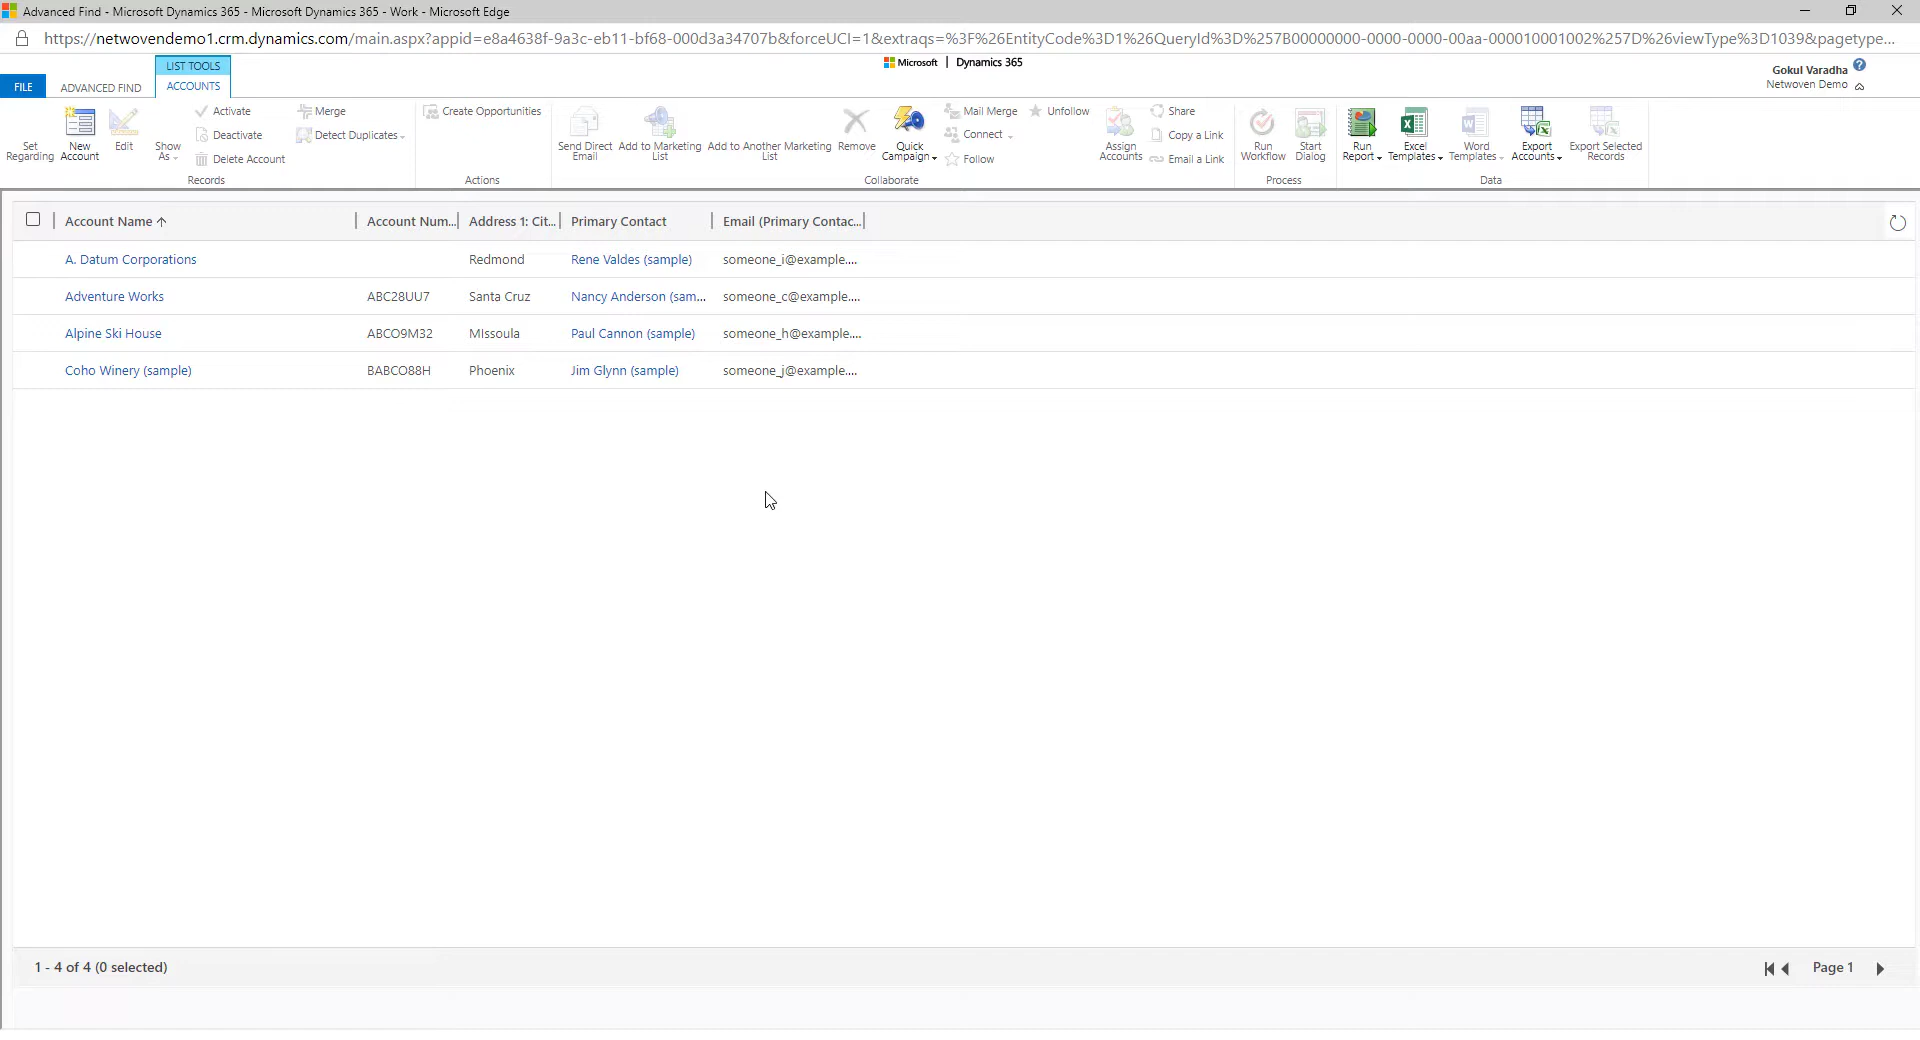 Advanced Find - Microsoft Dynamics 365 - Microsoft Dynamics 365 - Work - Microsoft Edge
https://netwovendemo1.crm.dynamics.com/main.aspx?appid=e8a4638f-9a3c-eb11-bf68-000d3a34707b&forceUCI=1&extraqs=%3F%26EntityCode%3D1%26QueryId%3D%257B00000000-0000-0000-00aa-000010001002%257D%26viewType%3D1039&pagetype...
Microsoft | Dynamics 365
LIST TOOLS
FILE ADVANCED FIND ACCOUNTS
Gokul Varadha
Netwoven Demo
Set Regarding
New Account
Edit
Show As
Activate
Deactivate
Delete Account
Merge
Detect Duplicates
Records
Create Opportunities
Actions
Send Direct Email
Add to Marketing List
Add to Another Marketing List
Remove
Quick Campaign
Mail Merge
Connect
Follow
Unfollow
Assign Accounts
Share
Copy a Link
Email a Link
Collaborate
Run Workflow
Start Dialog
Process
Run Report
Excel Templates
Word Templates
Export Accounts
Export Selected Records
Data
Account Name Account Num... Address 1: Cit... Primary Contact Email (Primary Contac...
A. Datum Corporations Redmond Rene Valdes (sample) someone_i@example....
Adventure Works ABC28UU7 Santa Cruz Nancy Anderson (sam... someone_c@example....
Alpine Ski House ABCO9M32 MIssoula Paul Cannon (sample) someone_h@example....
Coho Winery (sample) BABCO88H Phoenix Jim Glynn (sample) someone_j@example....
1 - 4 of 4 (0 selected)
Page 1